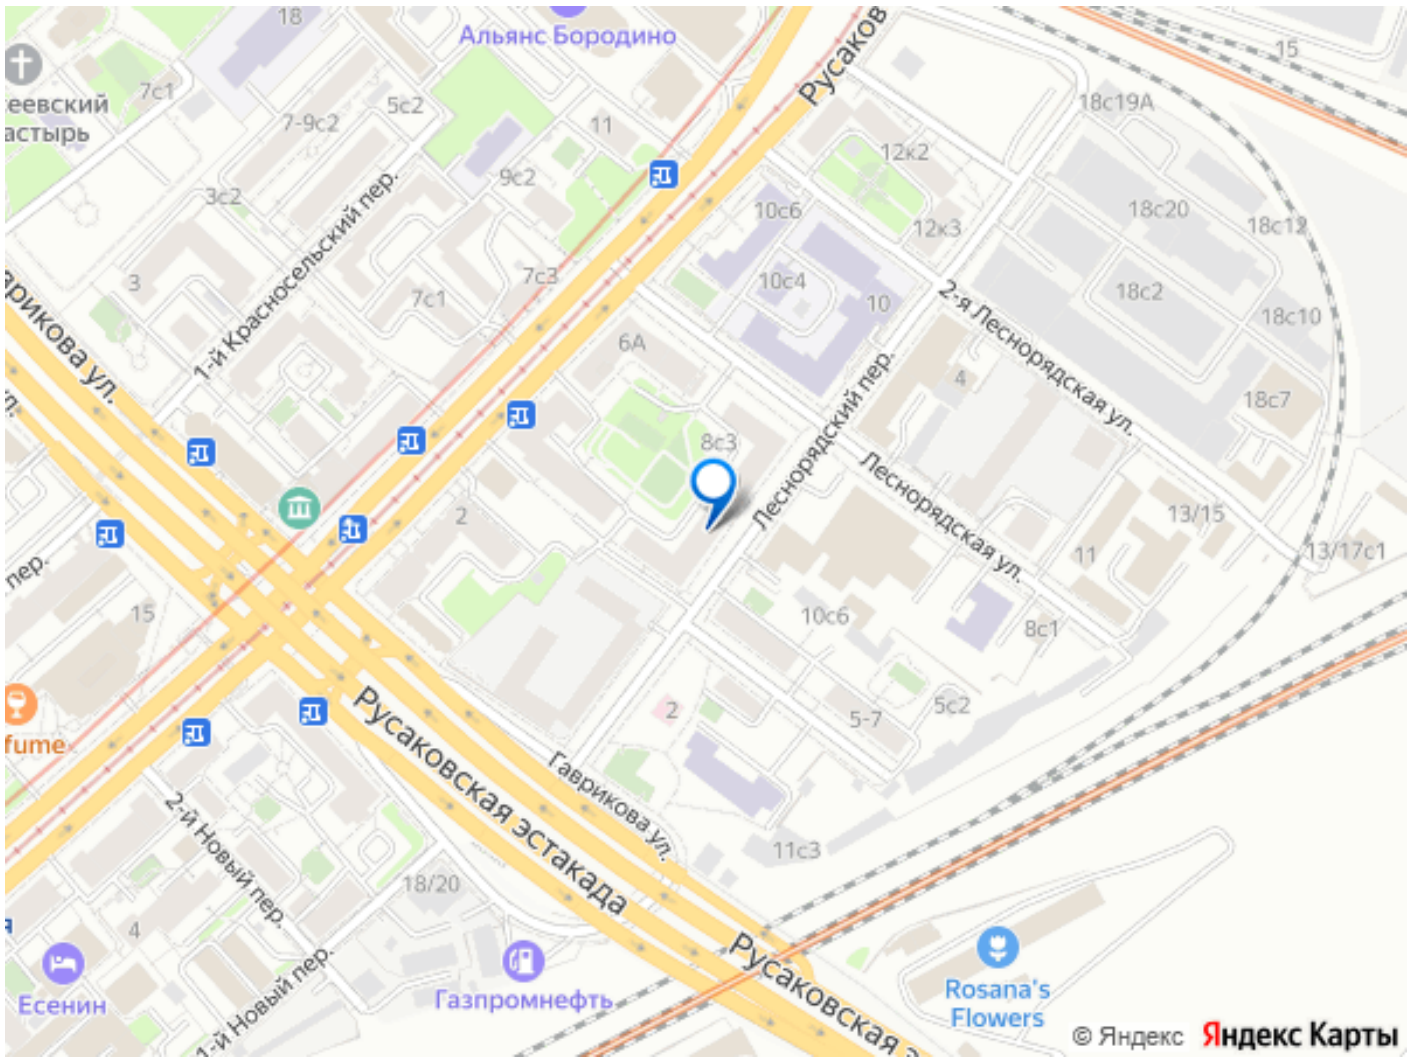 18
Альянс Бородино
Русаков
15
еевский
астырь
7с1
5с2
3
7-9с2
11
18с19А
12к2
9с2
3с2
1-й Красносельский пер.
10с6
12к3
18с20
18с12
7с3
10с4
3
7с1
10
18с2
18с10
2-я Леснорядская ул.
врикова ул.
ул.
6А
4
18с7
Леснорядский пер.
8с3
Леснорядская ул.
2
13/15
11
13/17с1
пер.
15
10с6
8с1
2
5-7
5с2
fume
Русаковская эстакада
Гаврикова ул.
2-й Новый пер.
11с3
18/20
я
4
Есенин
1-й Новый пер.
Газпромнефть
Русаковская э
Rosana's
Flowers
© Яндекс Яндекс Карты